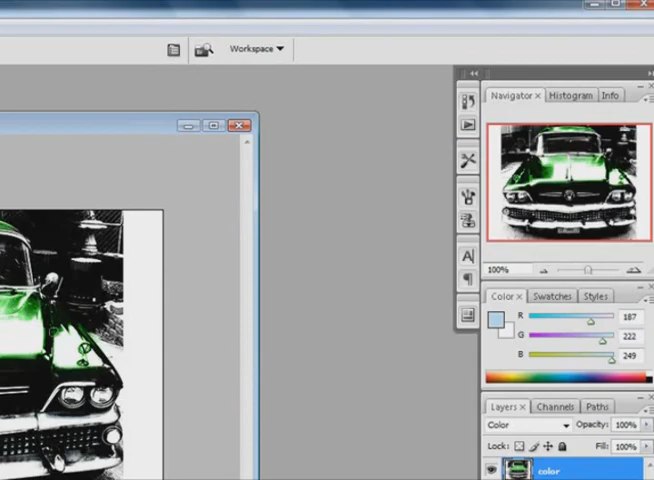 Workspace
Navigator × Histogram Info
100%
Color × Swatches Styles
R 187
G 222
B 249
Layers × Channels Paths
Color Opacity: 100%
Lock: Fill: 100%
color
A